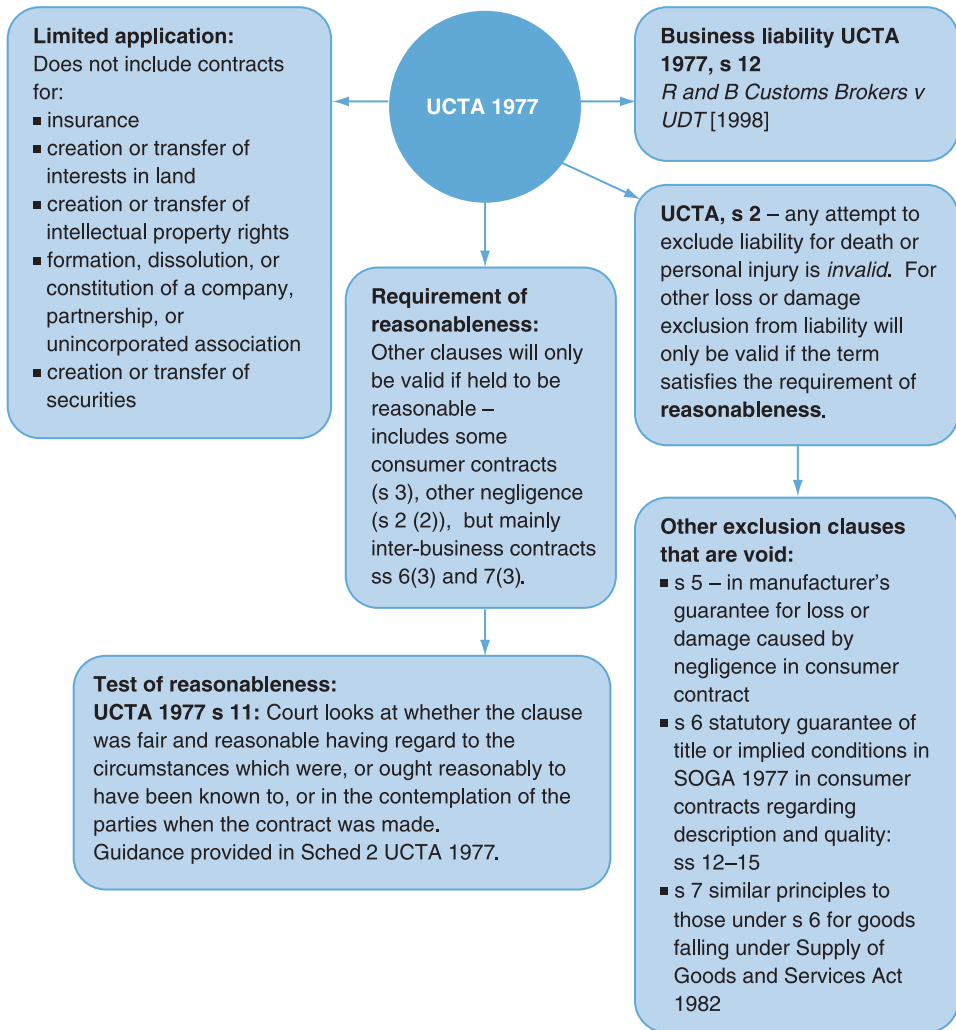 UCTA 1977
Limited application:
Does not include contracts
for:
▪ insurance
▪ creation or transfer of
interests in land
▪ creation or transfer of
intellectual property rights
▪ formation, dissolution, or
constitution of a company,
partnership, or
unincorporated association
▪ creation or transfer of
securities
Business liability UCTA
1977, s 12
R and B Customs Brokers v
UDT [1998]
UCTA, s 2 – any attempt to
exclude liability for death or
personal injury is invalid. For
other loss or damage
exclusion from liability will
only be valid if the term
satisfies the requirement of
reasonableness.
Requirement of
reasonableness:
Other clauses will only
be valid if held to be
reasonable –
includes some
consumer contracts
(s 3), other negligence
(s 2 (2)), but mainly
inter-business contracts
ss 6(3) and 7(3).
Other exclusion clauses
that are void:
▪ s 5 – in manufacturer's
guarantee for loss or
damage caused by
negligence in consumer
contract
▪ s 6 statutory guarantee of
title or implied conditions in
SOGA 1977 in consumer
contracts regarding
description and quality:
ss 12–15
▪ s 7 similar principles to
those under s 6 for goods
falling under Supply of
Goods and Services Act
1982
Test of reasonableness:
UCTA 1977 s 11: Court looks at whether the clause
was fair and reasonable having regard to the
circumstances which were, or ought reasonably to
have been known to, or in the contemplation of the
parties when the contract was made.
Guidance provided in Sched 2 UCTA 1977.